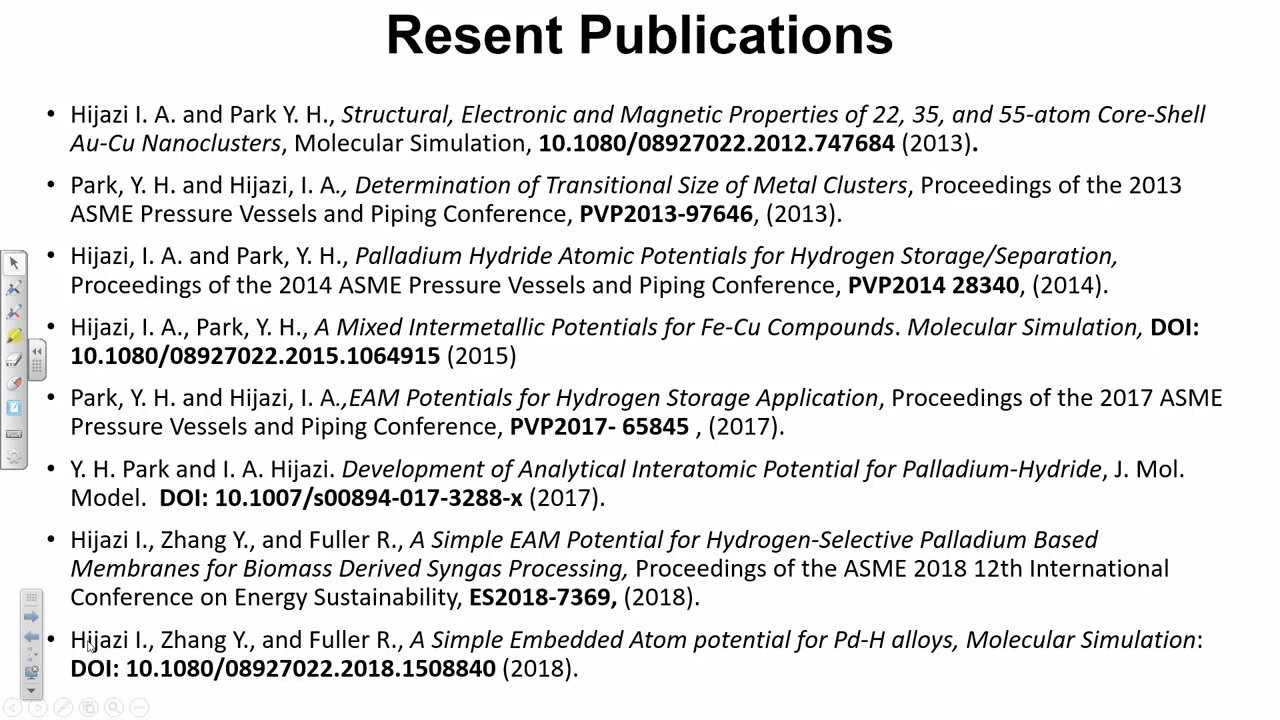 Resent Publications
• Hijazi I. A. and Park Y. H., Structural, Electronic and Magnetic Properties of 22, 35, and 55-atom Core-Shell
Au-Cu Nanoclusters, Molecular Simulation, 10.1080/08927022.2012.747684 (2013).
• Park, Y. H. and Hijazi, I. A., Determination of Transitional Size of Metal Clusters, Proceedings of the 2013
ASME Pressure Vessels and Piping Conference, PVP2013-97646, (2013).
• Hijazi, I. A. and Park, Y. H., Palladium Hydride Atomic Potentials for Hydrogen Storage/Separation,
Proceedings of the 2014 ASME Pressure Vessels and Piping Conference, PVP2014 28340, (2014).
• Hijazi, I. A., Park, Y. H., A Mixed Intermetallic Potentials for Fe-Cu Compounds. Molecular Simulation, DOI:
10.1080/08927022.2015.1064915 (2015)
• Park, Y. H. and Hijazi, I. A.,EAM Potentials for Hydrogen Storage Application, Proceedings of the 2017 ASME
Pressure Vessels and Piping Conference, PVP2017- 65845 , (2017).
• Y. H. Park and I. A. Hijazi. Development of Analytical Interatomic Potential for Palladium-Hydride, J. Mol.
Model.  DOI: 10.1007/s00894-017-3288-x (2017).
• Hijazi I., Zhang Y., and Fuller R., A Simple EAM Potential for Hydrogen-Selective Palladium Based
Membranes for Biomass Derived Syngas Processing, Proceedings of the ASME 2018 12th International
Conference on Energy Sustainability, ES2018-7369, (2018).
• Hijazi I., Zhang Y., and Fuller R., A Simple Embedded Atom potential for Pd-H alloys, Molecular Simulation:
DOI: 10.1080/08927022.2018.1508840 (2018).